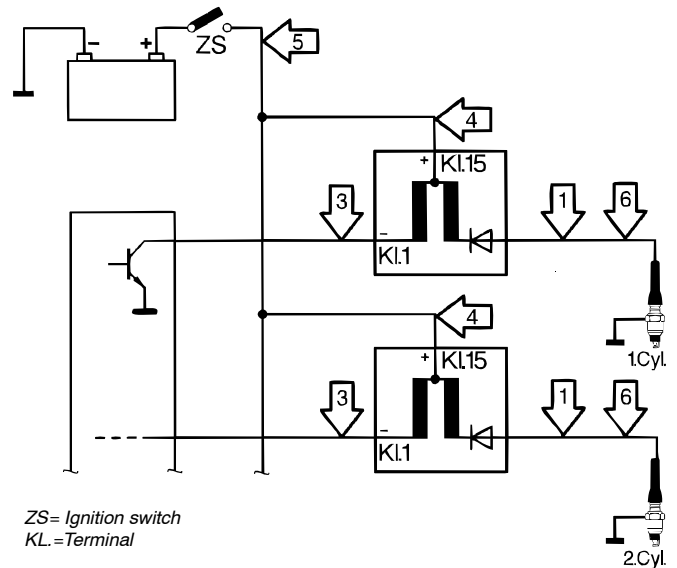 - +
ZS
5
4
+ Kl.15
3
1
6
-
Kl.1
1.Cyl.
4
+ Kl.15
3
1
6
-
Kl.1
2.Cyl.
ZS= Ignition switch
KL.=Terminal